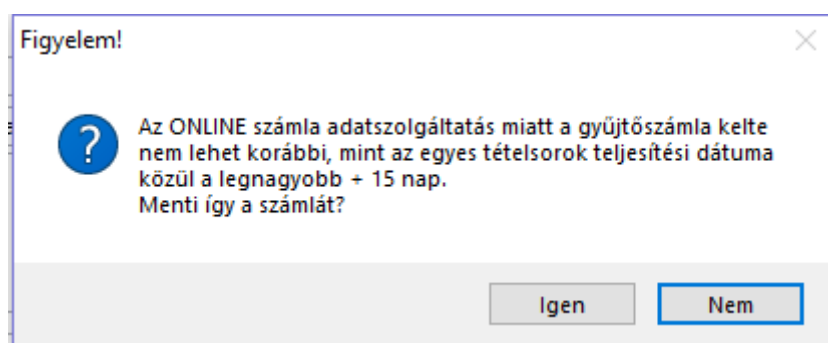 Figyelem!
Az ONLINE számla adatszolgáltatás miatt a gyűjtőszámla kelte
nem lehet korábbi, mint az egyes tételsorok teljesítési dátuma
közül a legnagyobb + 15 nap.
Menti így a számlát?
Igen Nem